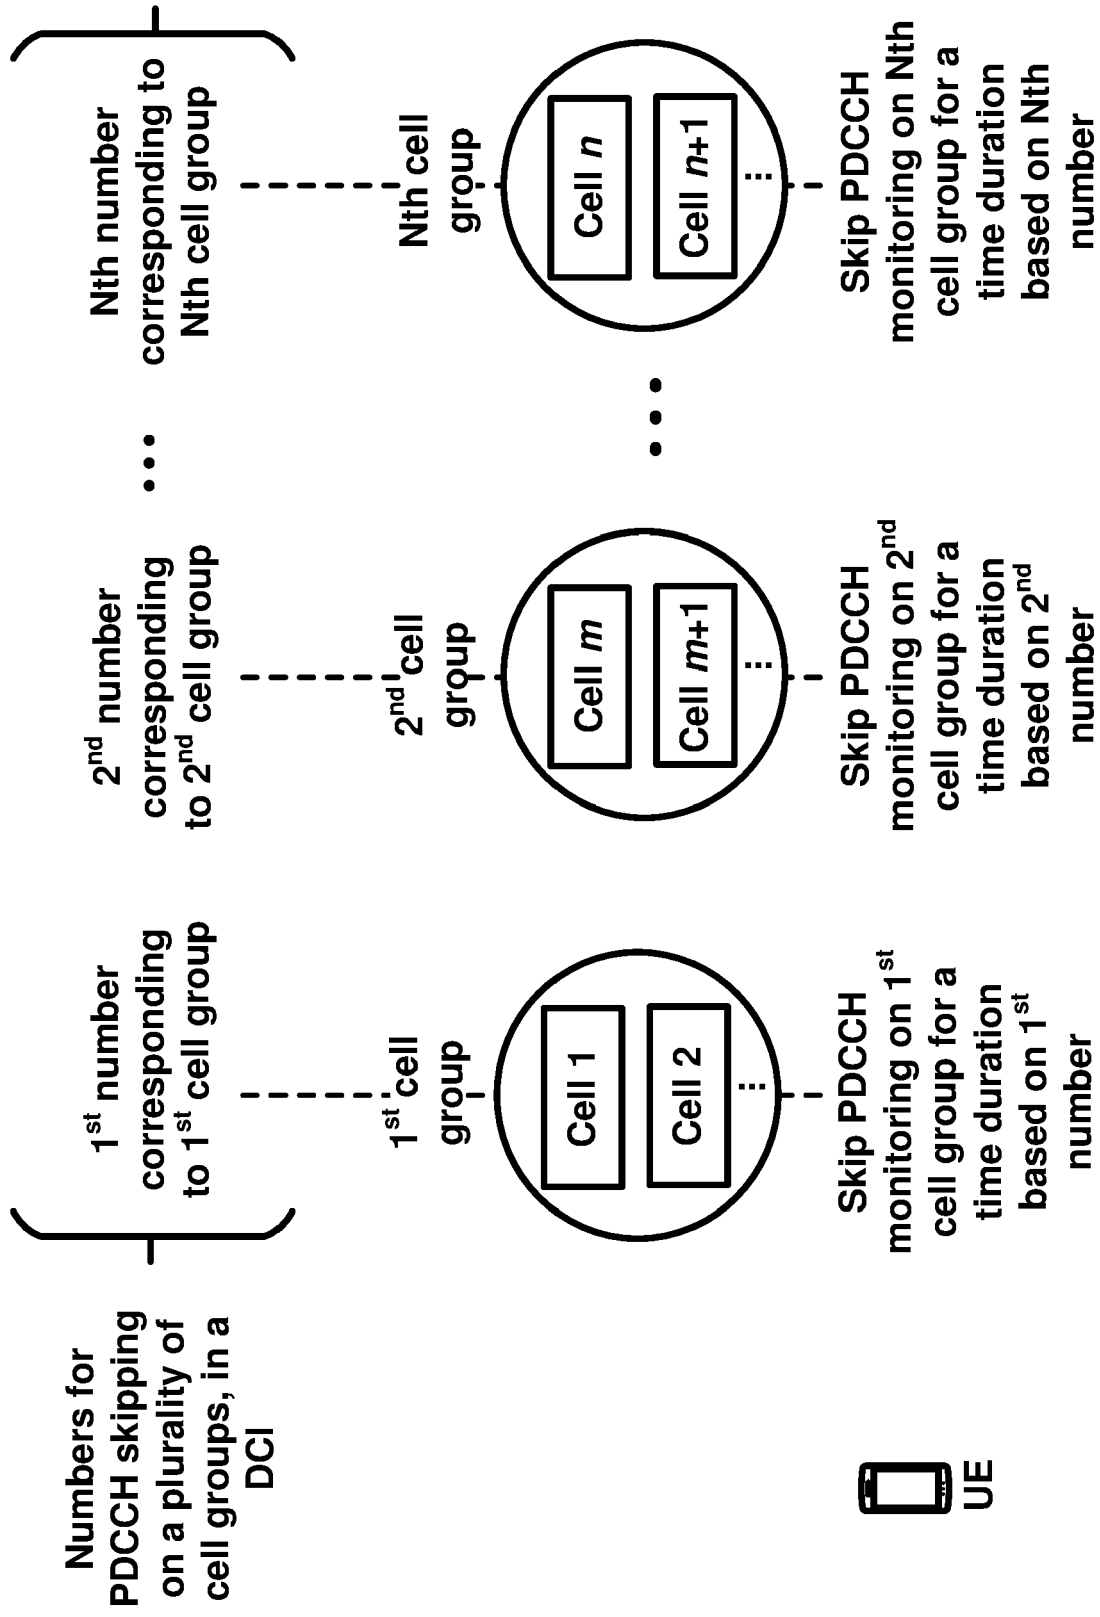 Numbers for
PDCCH skipping
on a plurality of
cell groups, in a
DCI
1st number
corresponding
to 1st cell group
2nd number
corresponding
to 2nd cell group
...
Nth number
corresponding to
Nth cell group
1st cell
group
Cell 1
Cell 2
...
2nd cell
group
Cell m
Cell m+1
...
...
Nth cell
group
Cell n
Cell n+1
...
UE
Skip PDCCH
monitoring on 1st
cell group for a
time duration
based on 1st
number
Skip PDCCH
monitoring on 2nd
cell group for a
time duration
based on 2nd
number
Skip PDCCH
monitoring on Nth
cell group for a
time duration
based on Nth
number